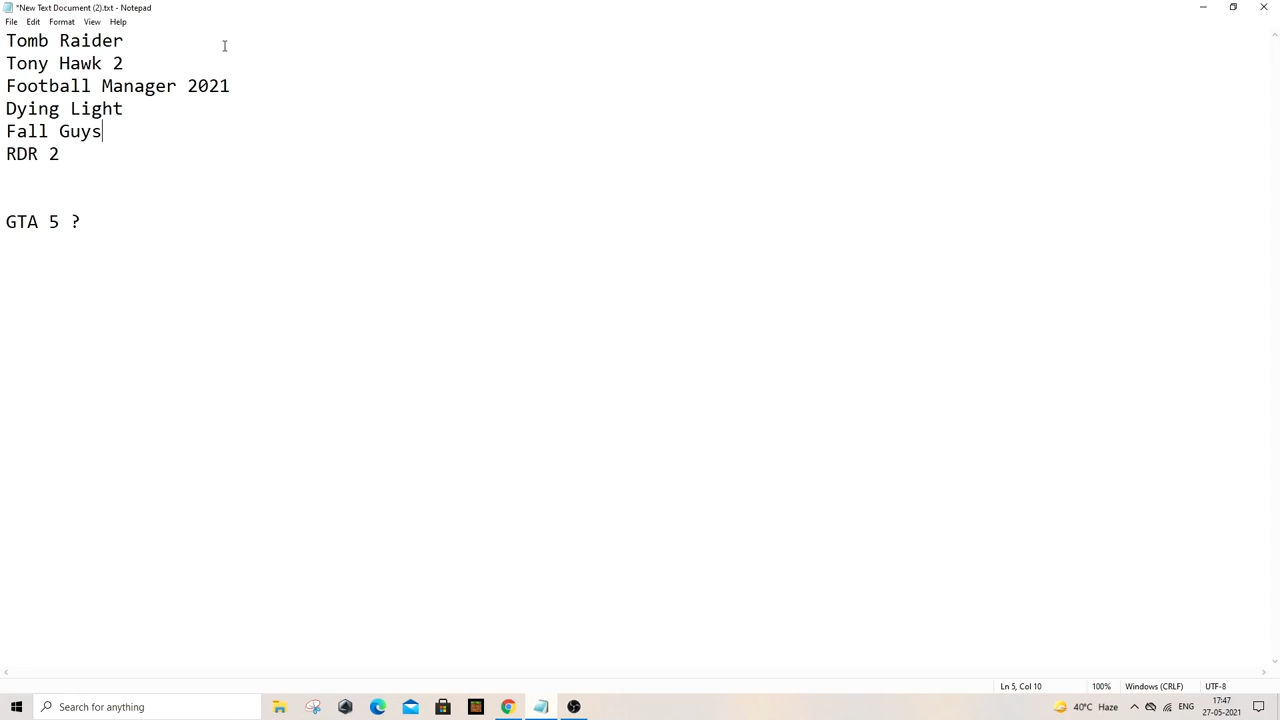 *New Text Document (2).txt - Notepad
File Edit Format View Help
Tomb Raider
Tony Hawk 2
Football Manager 2021
Dying Light
Fall Guys
RDR 2
GTA 5 ?
Ln 5, Col 10 100% Windows (CRLF) UTF-8
Search for anything
40°C Haze
ENG
17:47
27-05-2021